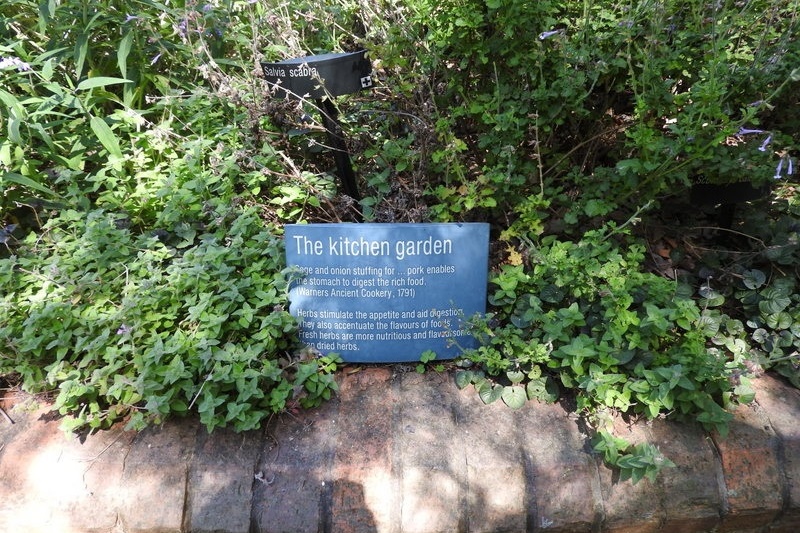 Salvia scabra
The kitchen garden
Sage and onion stuffing for ... pork enables
the stomach to digest the rich food.
(Warners Ancient Cookery, 1791)
Herbs stimulate the appetite and aid digestion.
They also accentuate the flavours of foods.
Fresh herbs are more nutritious and flavoursome
than dried herbs.